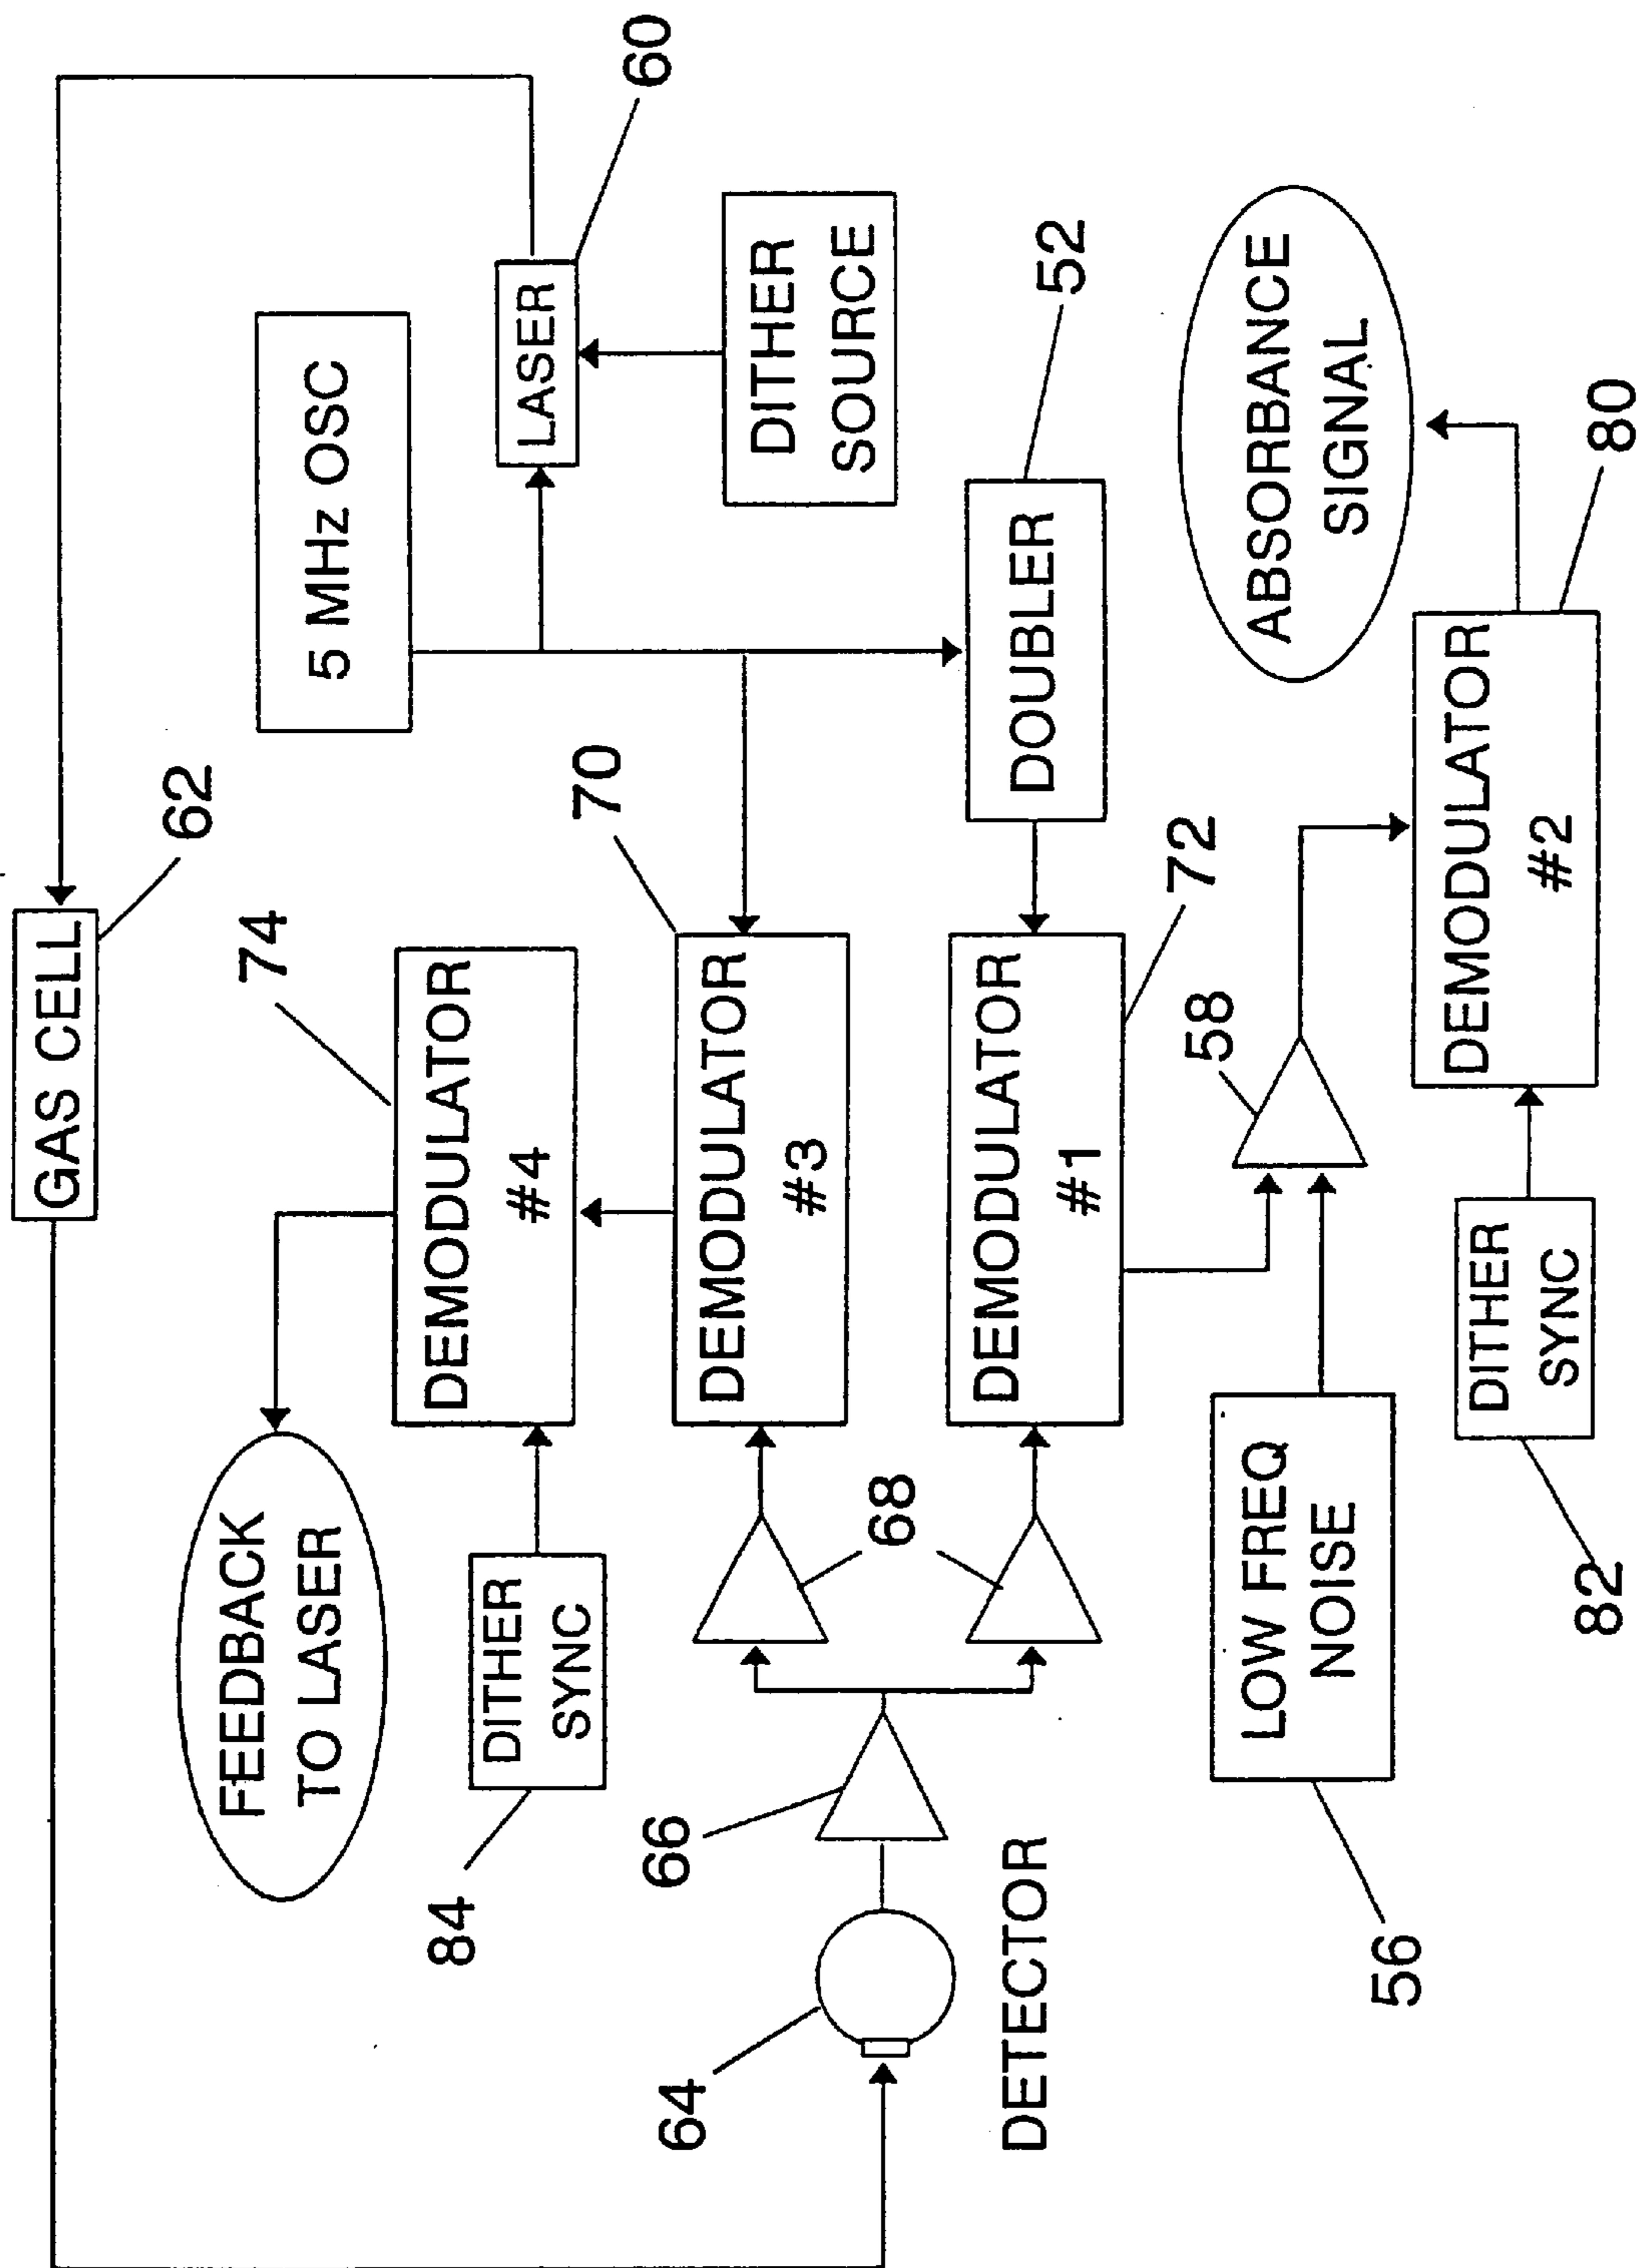 GAS CELL
62
60
FEEDBACK
TO LASER
74
5 MHz OSC
84
DITHER
SYNC
DEMODULATOR
#4
70
LASER
66
68
DEMODULATOR
#3
DITHER
SOURCE
64
DETECTOR
DEMODULATOR
#1
72
DOUBLER
52
56
LOW FREQ
NOISE
58
ABSORBANCE
SIGNAL
82
DITHER
SYNC
DEMODULATOR
#2
80